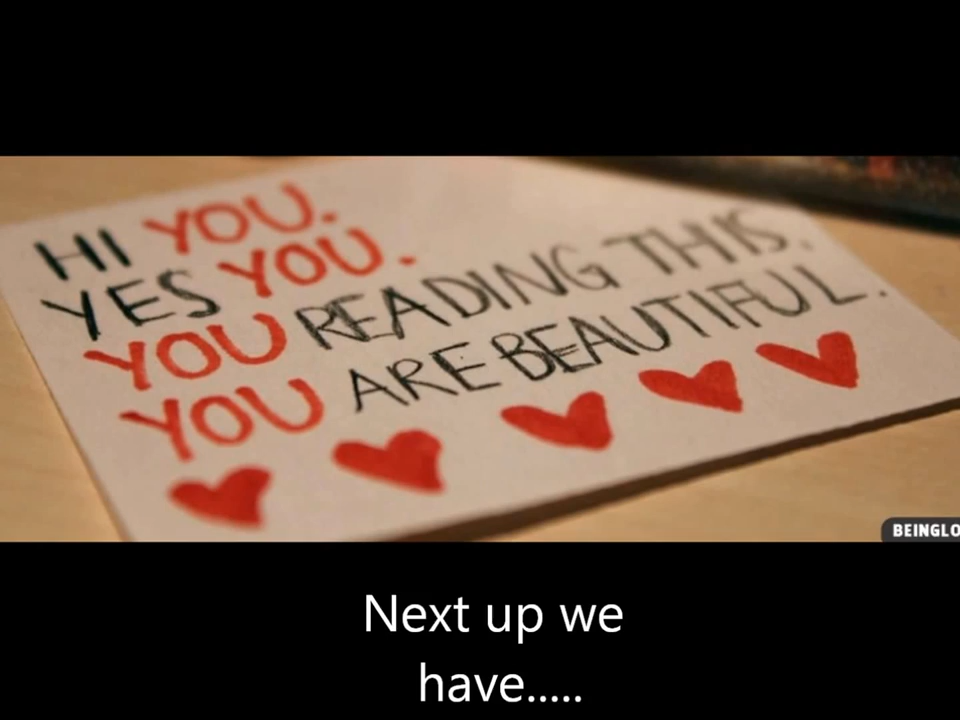 HI YOU.
YES YOU.
YOU READING THIS.
YOU ARE BEAUTIFUL.
BEINGLO
Next up we
have.....